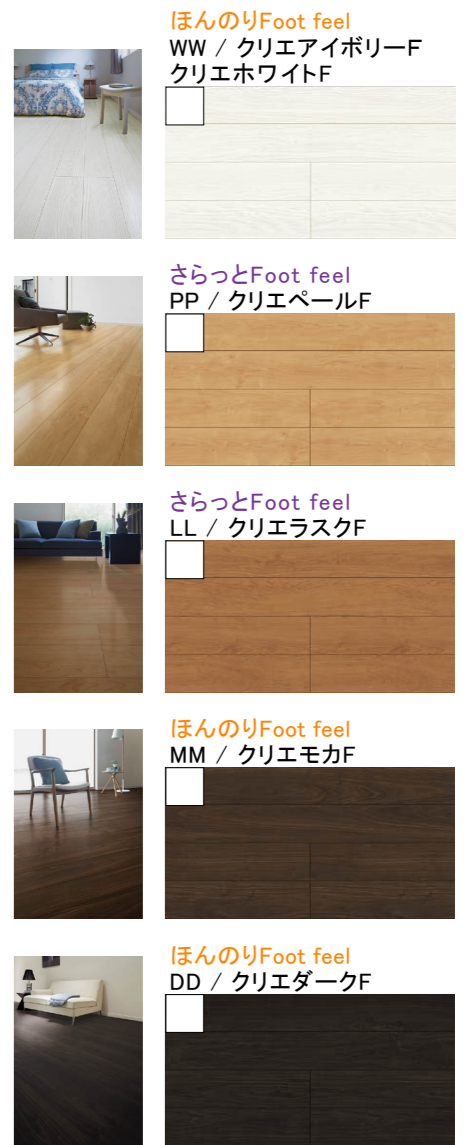 ほんのりFoot feel
WW / クリエアイボリーF
クリエホワイトF
さらっとFoot feel
PP / クリエペールF
さらっとFoot feel
LL / クリエラスクF
ほんのりFoot feel
MM / クリエモカF
ほんのりFoot feel
DD / クリエダークF